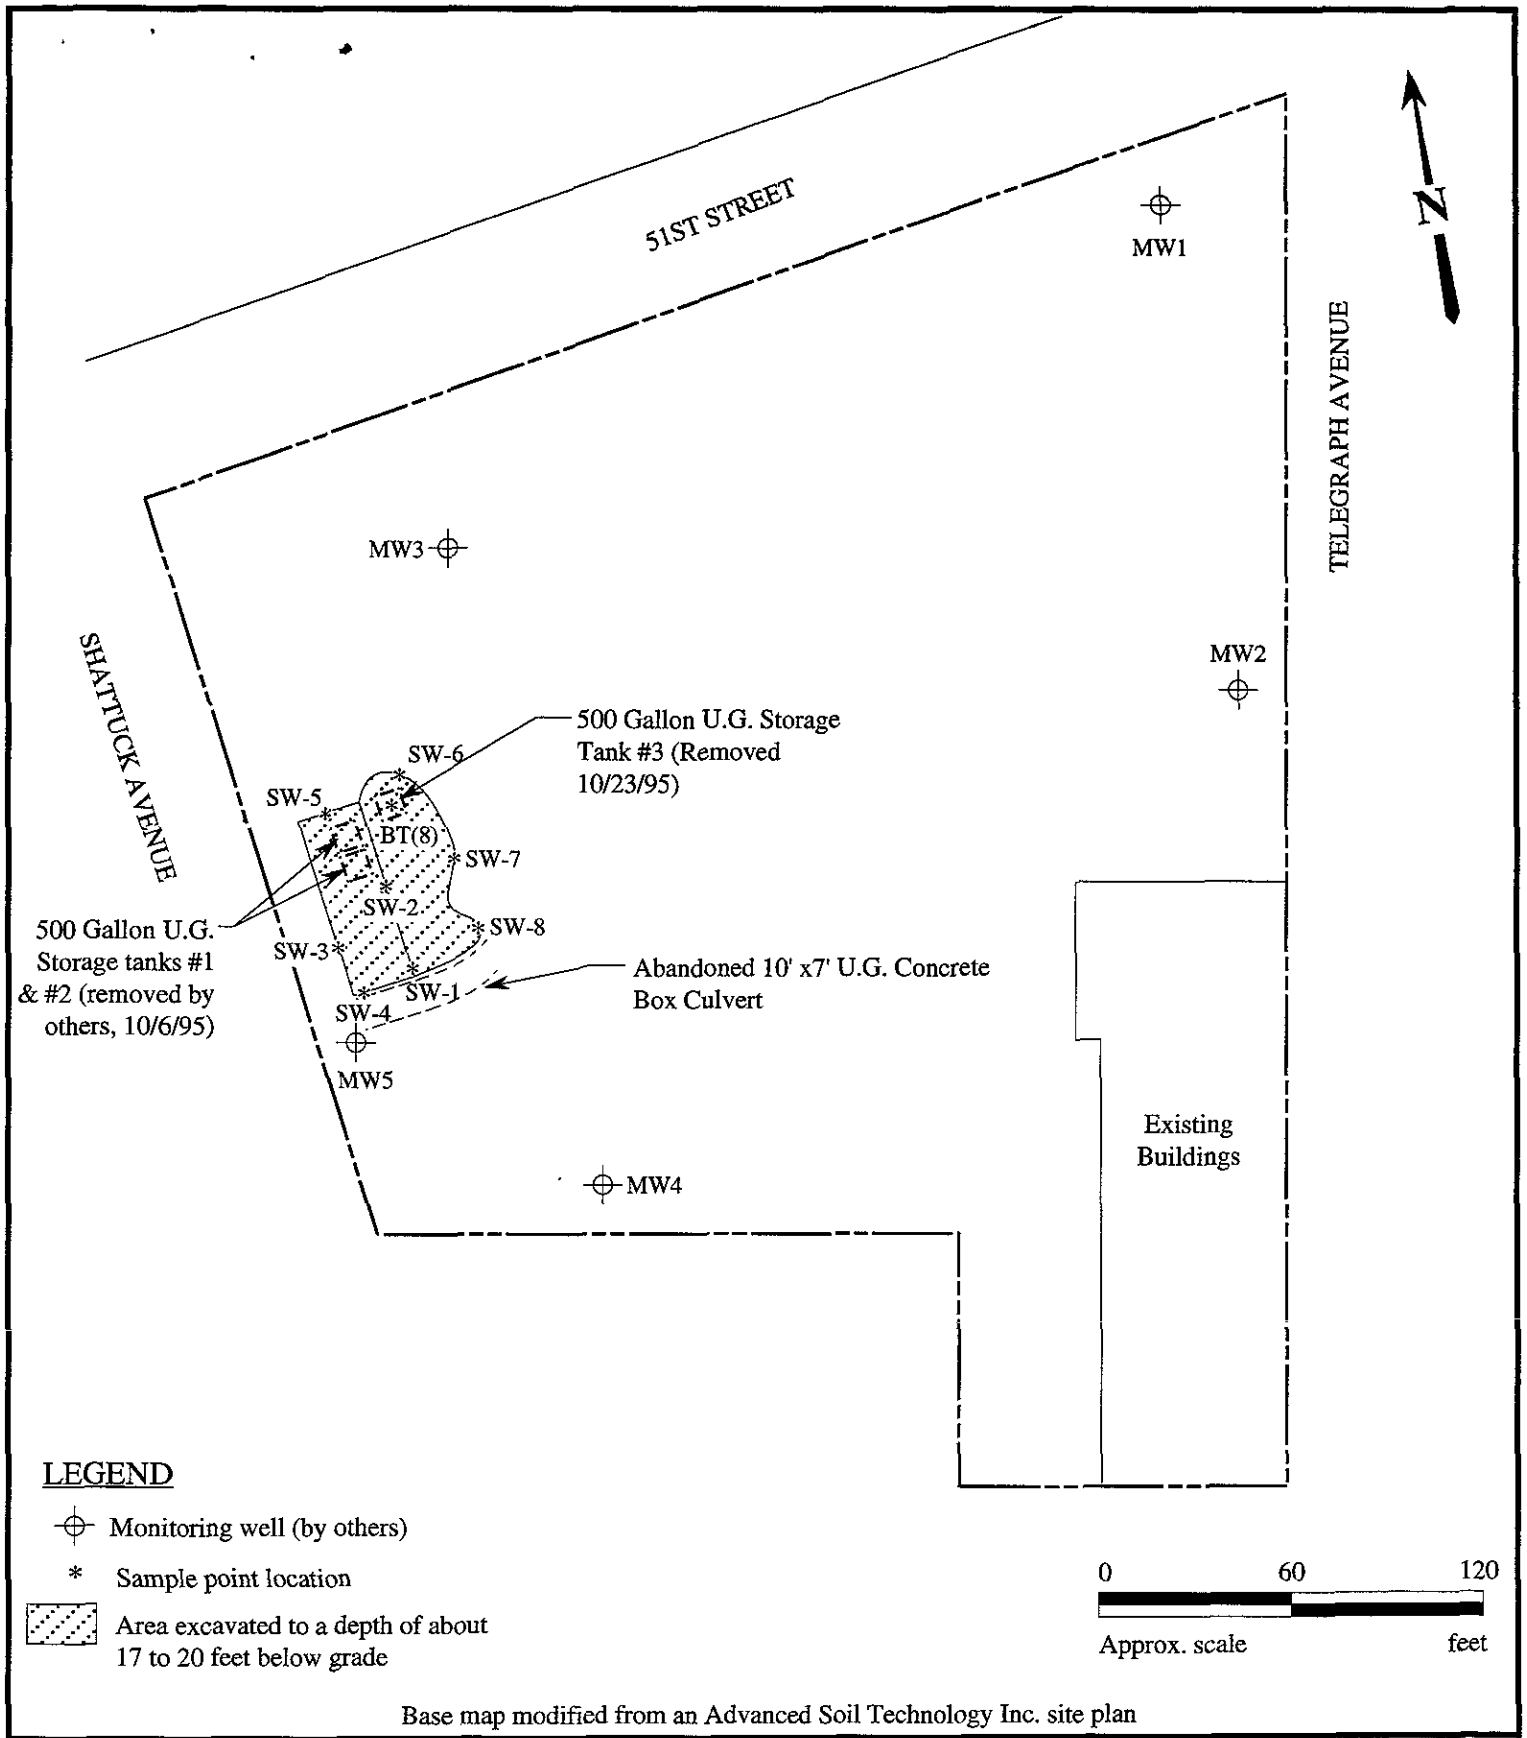 51ST STREET
N
MW1
TELEGRAPH AVENUE
MW3
SHATTUCK AVENUE
MW2
500 Gallon U.G. Storage
Tank #3 (Removed
10/23/95)
SW-6
SW-5
BT(8)
SW-7
SW-2
SW-8
500 Gallon U.G.
Storage tanks #1
& #2 (removed by
others, 10/6/95)
SW-3
SW-1
SW-4
Abandoned 10' x7' U.G. Concrete
Box Culvert
MW5
Existing
Buildings
MW4
LEGEND
Monitoring well (by others)
* Sample point location
Area excavated to a depth of about
17 to 20 feet below grade
0 60 120
Approx. scale feet
Base map modified from an Advanced Soil Technology Inc. site plan